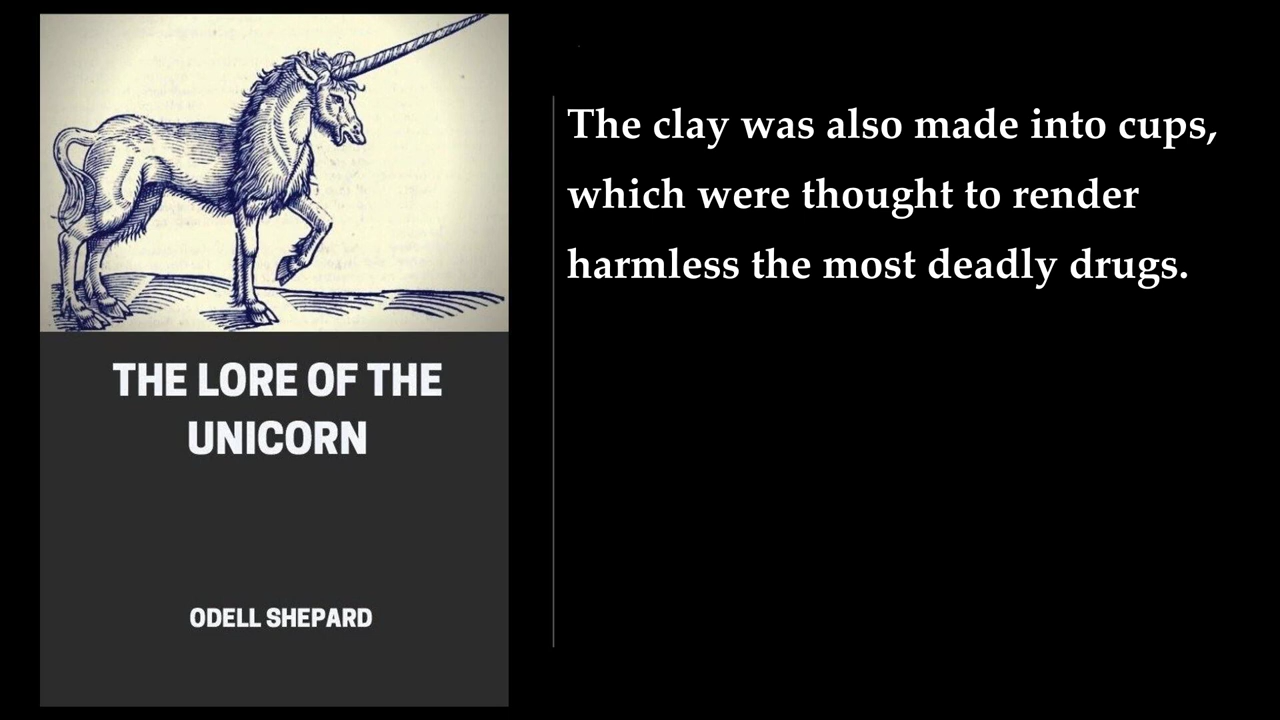 THE LORE OF THE
UNICORN
ODELL SHEPARD
The clay was also made into cups,
which were thought to render
harmless the most deadly drugs.